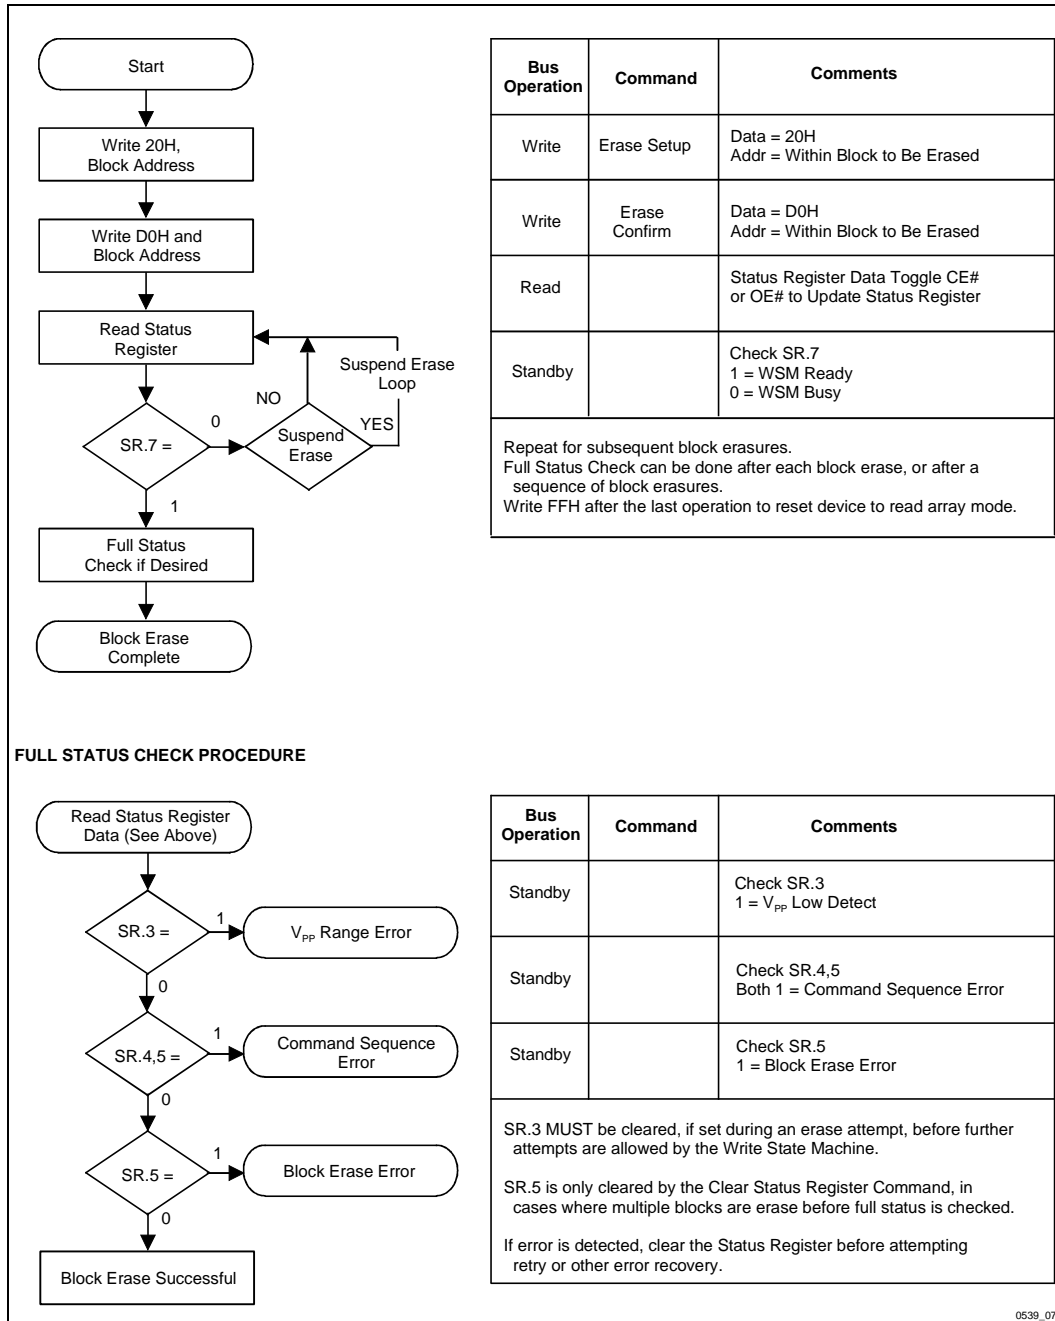 Start
Write 20H,
Block Address
Write D0H and
Block Address
Read Status
Register
Suspend Erase
Loop
NO
YES
0
SR.7 =
Suspend
Erase
1
Full Status
Check if Desired
Block Erase
Complete
Bus
Operation
Command
Comments
Write
Erase Setup
Data = 20H
Addr = Within Block to Be Erased
Write
Erase
Confirm
Data = D0H
Addr = Within Block to Be Erased
Read
Status Register Data Toggle CE#
or OE# to Update Status Register
Standby
Check SR.7
1 = WSM Ready
0 = WSM Busy
Repeat for subsequent block erasures.
Full Status Check can be done after each block erase, or after a
sequence of block erasures.
Write FFH after the last operation to reset device to read array mode.
FULL STATUS CHECK PROCEDURE
Read Status Register
Data (See Above)
SR.3 =
1
VPP Range Error
0
SR.4,5 =
1
Command Sequence
Error
0
SR.5 =
1
Block Erase Error
0
Block Erase Successful
Bus
Operation
Command
Comments
Standby
Check SR.3
1 = VPP Low Detect
Standby
Check SR.4,5
Both 1 = Command Sequence Error
Standby
Check SR.5
1 = Block Erase Error
SR.3 MUST be cleared, if set during an erase attempt, before further
attempts are allowed by the Write State Machine.
SR.5 is only cleared by the Clear Status Register Command, in
cases where multiple blocks are erase before full status is checked.
If error is detected, clear the Status Register before attempting
retry or other error recovery.
0539_07